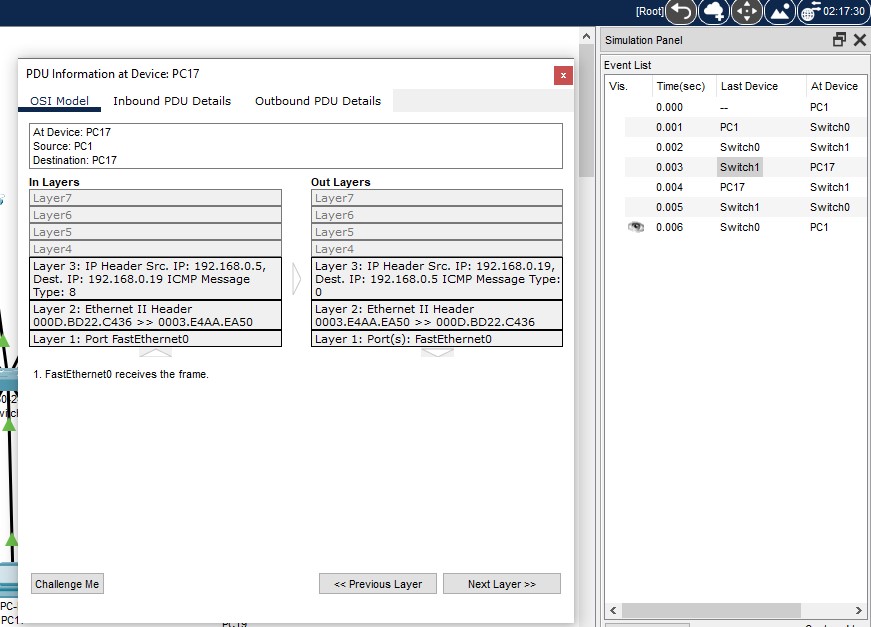 [Root]
02:17:30
PDU Information at Device: PC17
x
OSI Model
Inbound PDU Details
Outbound PDU Details
At Device: PC17
Source: PC1
Destination: PC17
In Layers
Layer7
Layer6
Layer5
Layer4
Layer 3: IP Header Src. IP: 192.168.0.5,
Dest. IP: 192.168.0.19 ICMP Message
Type: 8
Layer 2: Ethernet II Header
000D.BD22.C436 >> 0003.E4AA.EA50
Layer 1: Port FastEthernet0
Out Layers
Layer7
Layer6
Layer5
Layer4
Layer 3: IP Header Src. IP: 192.168.0.19,
Dest. IP: 192.168.0.5 ICMP Message Type:
0
Layer 2: Ethernet II Header
0003.E4AA.EA50 >> 000D.BD22.C436
Layer 1: Port(s): FastEthernet0
1. FastEthernet0 receives the frame.
Challenge Me
<< Previous Layer
Next Layer >>
Simulation Panel
Event List
Vis. Time(sec) Last Device At Device
0.000 -- PC1
0.001 PC1 Switch0
0.002 Switch0 Switch1
0.003 Switch1 PC17
0.004 PC17 Switch1
0.005 Switch1 Switch0
0.006 Switch0 PC1